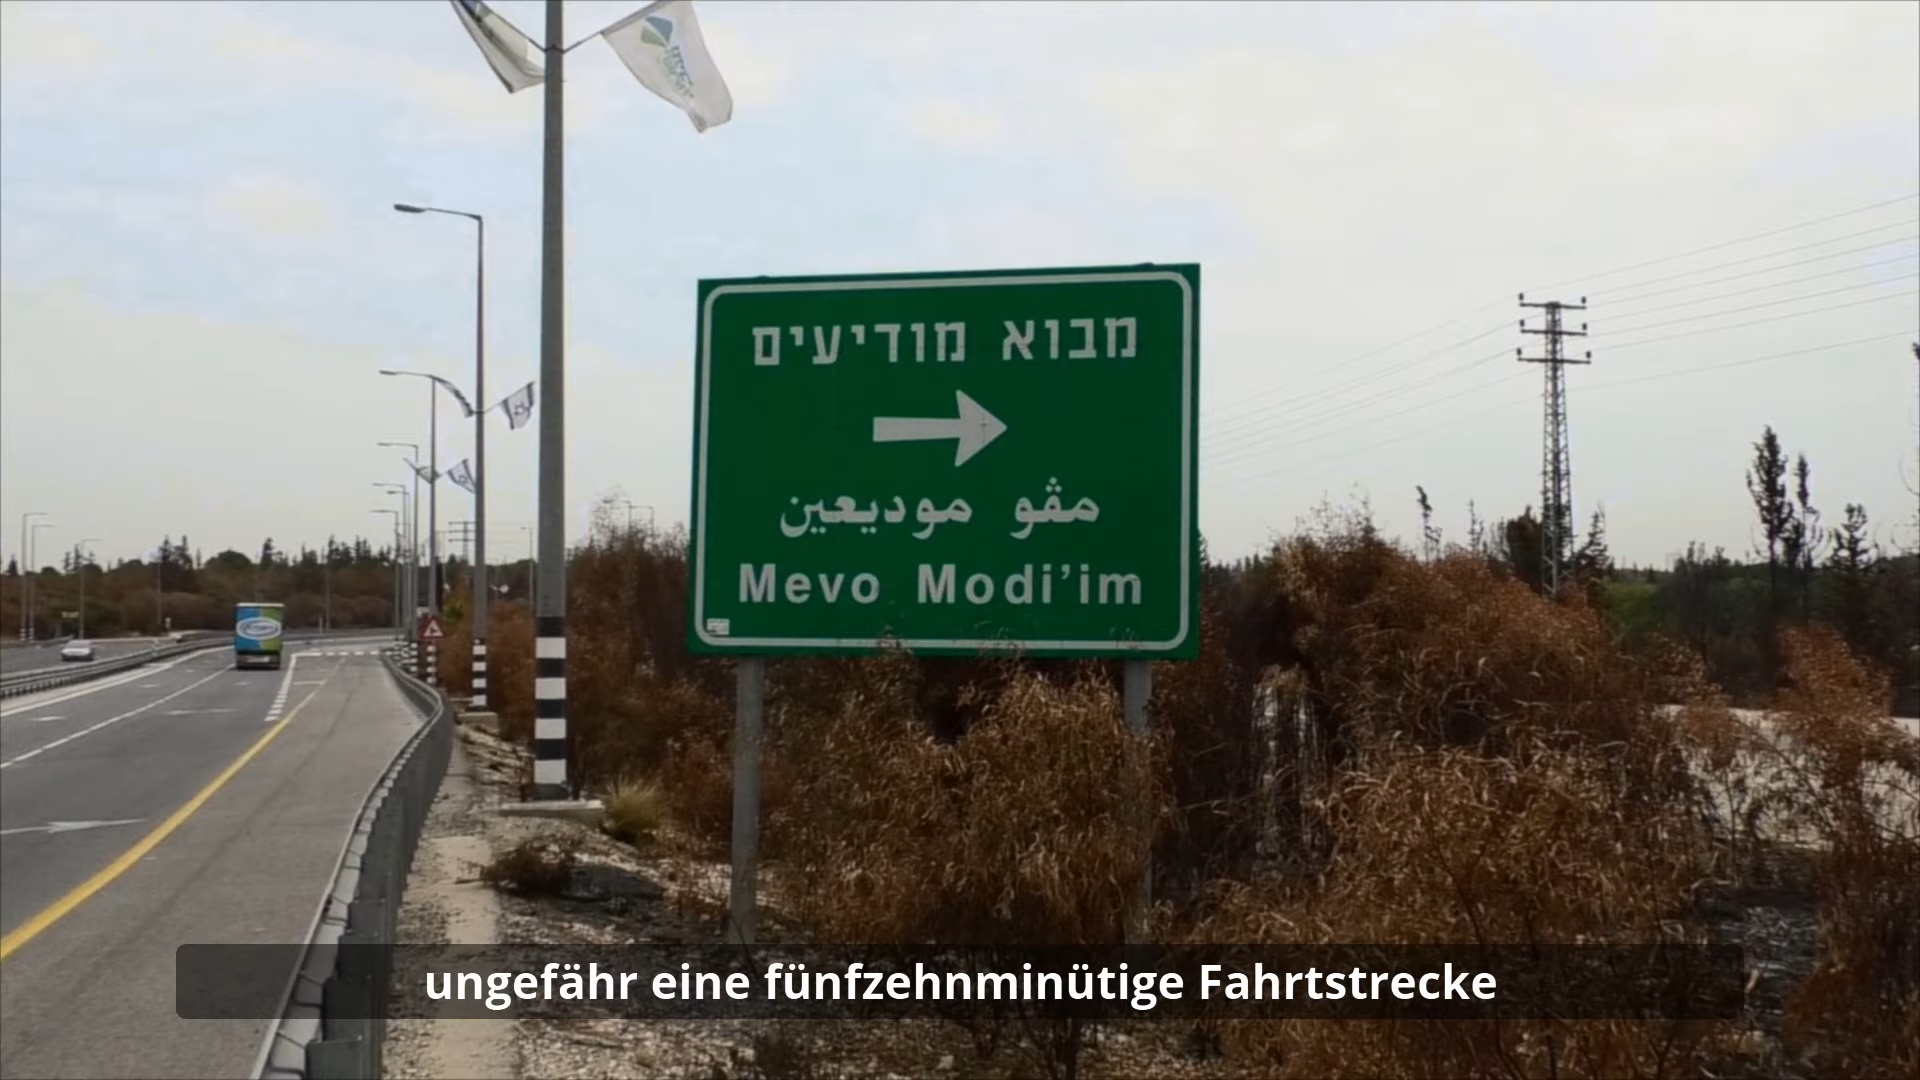 מבוא מודיעים
مڤو موديعين
Mevo Modi’im
ungefähr eine fünfzehnminütige Fahrtstrecke